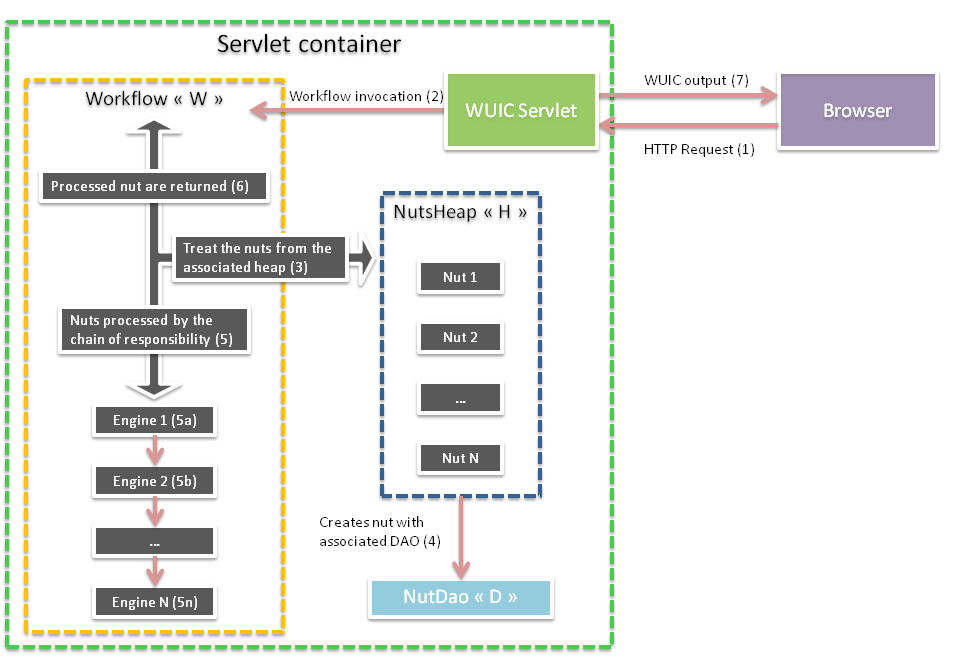 Servlet container
Workflow « W »
Workflow invocation (2)
WUIC Servlet
WUIC output (7)
HTTP Request (1)
Browser
Processed nut are returned (6)
Treat the nuts from the
associated heap (3)
Nuts processed by the
chain of responsibility (5)
Engine 1 (5a)
Engine 2 (5b)
...
Engine N (5n)
NutsHeap « H »
Nut 1
Nut 2
...
Nut N
Creates nut with
associated DAO (4)
NutDao « D »